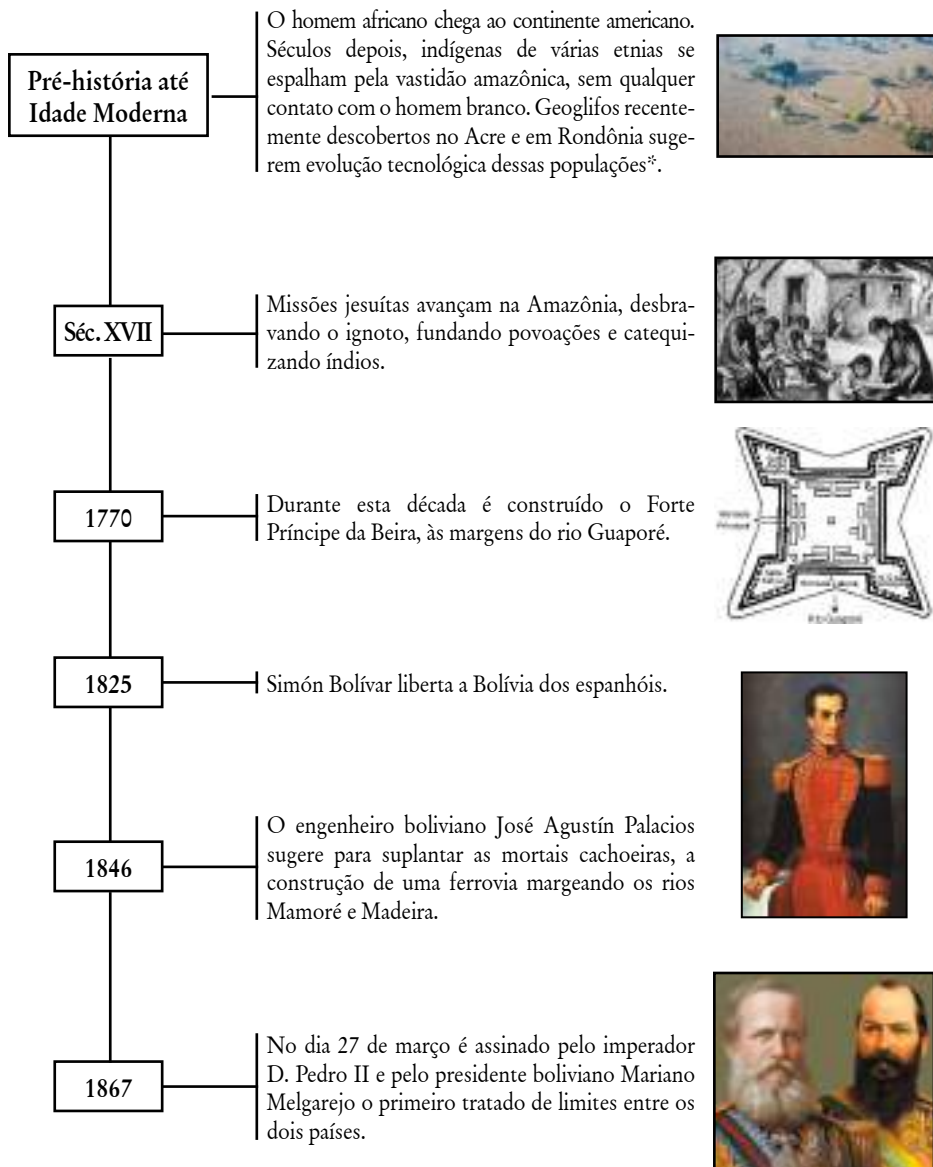 Pré-história até
Idade Moderna
O homem africano chega ao continente americano.
Séculos depois, indígenas de várias etnias se
espalham pela vastidão amazônica, sem qualquer
contato com o homem branco. Geoglifos recente-
mente descobertos no Acre e em Rondônia suge-
rem evolução tecnológica dessas populações*.
Séc. XVII
Missões jesuítas avançam na Amazônia, desbra-
vando o ignoto, fundando povoações e catequi-
zando índios.
1770
Durante esta década é construído o Forte
Príncipe da Beira, às margens do rio Guaporé.
Principal
Rio Guaporé
1825
Simón Bolívar liberta a Bolívia dos espanhóis.
1846
O engenheiro boliviano José Agustín Palacios
sugere para suplantar as mortais cachoeiras, a
construção de uma ferrovia margeando os rios
Mamoré e Madeira.
1867
No dia 27 de março é assinado pelo imperador
D. Pedro II e pelo presidente boliviano Mariano
Melgarejo o primeiro tratado de limites entre os
dois países.